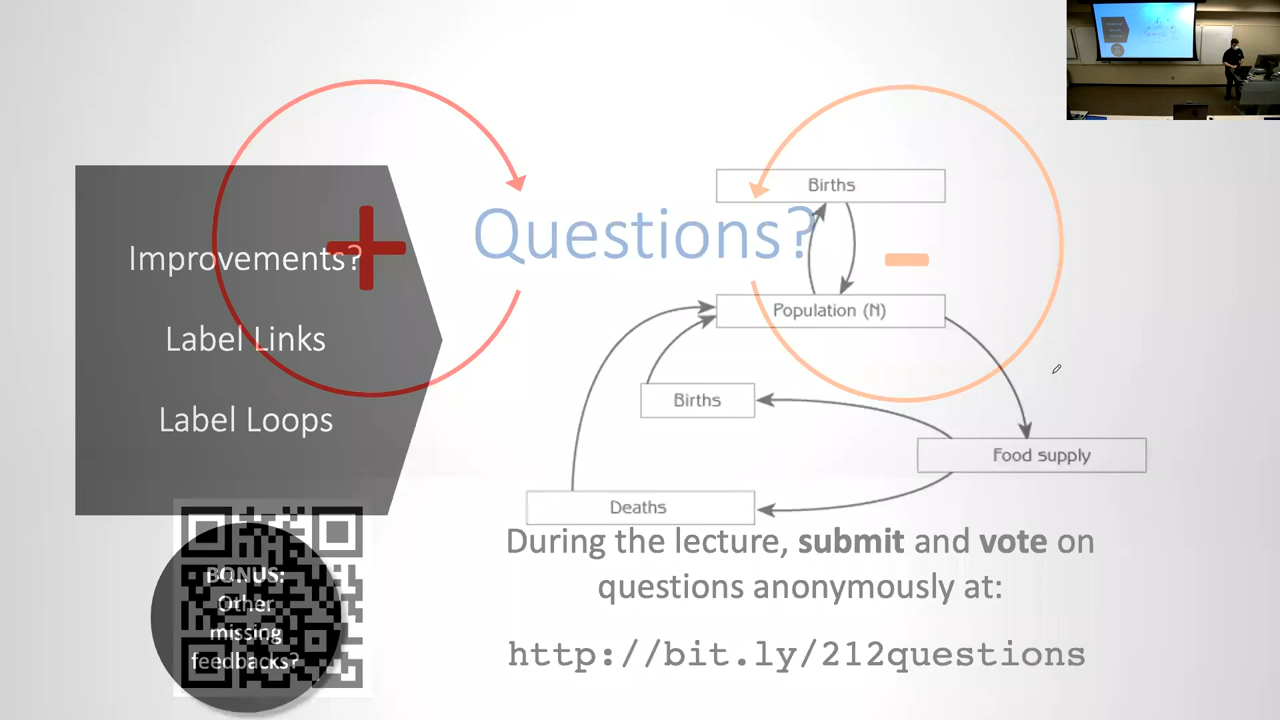 Improvements?
Label Links
Label Loops
BONUS:
Other
missing
feedbacks?
Questions?
Births
Population (N)
Births
Food supply
Deaths
During the lecture, submit and vote on
questions anonymously at:
http://bit.ly/212questions